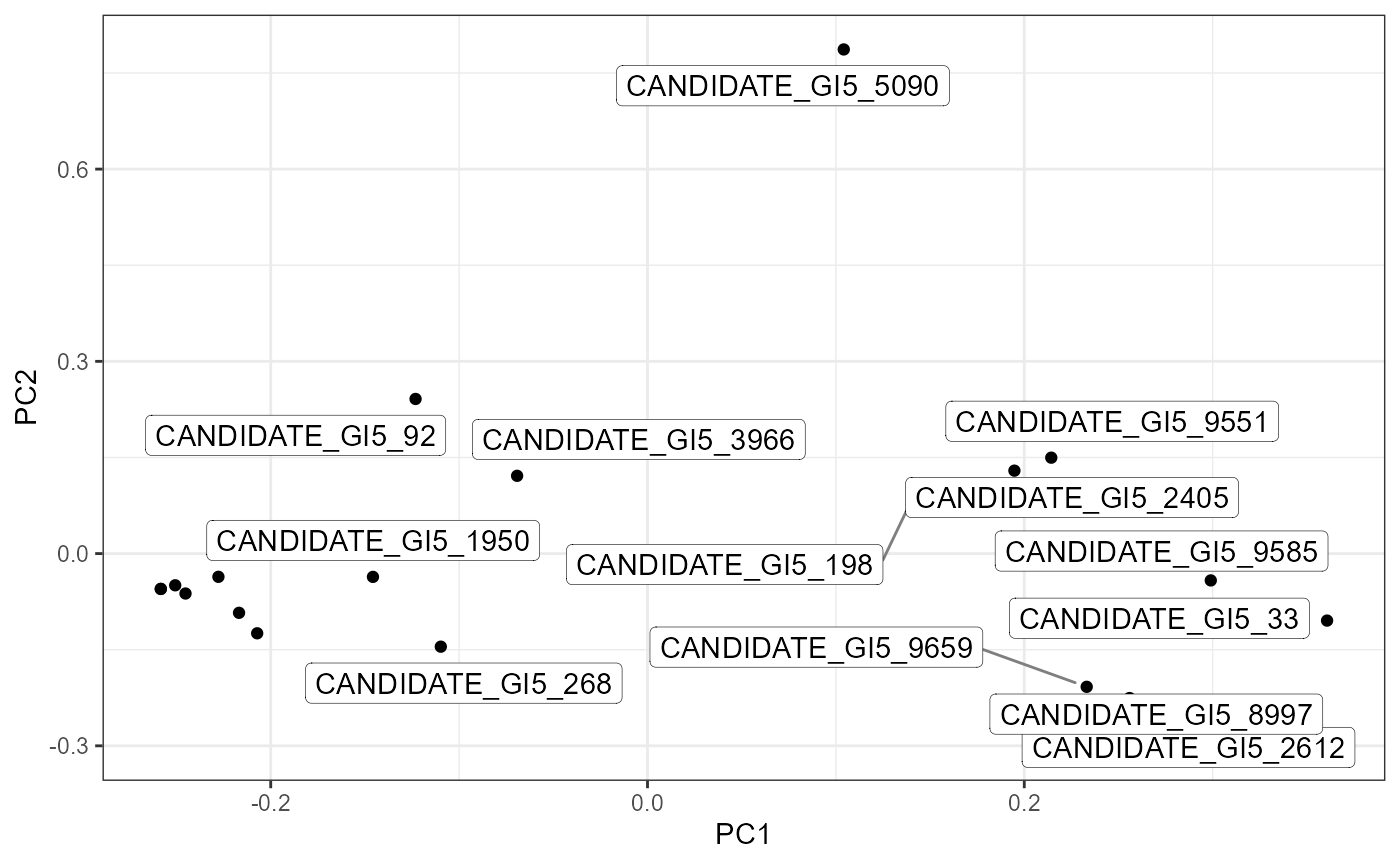 CANDIDATE_GI5_5090
0.6
0.3
CANDIDATE_GI5_9551
CANDIDATE_GI5_92
CANDIDATE_GI5_3966
PC2
CANDIDATE_GI5_2405
CANDIDATE_GI5_1950
CANDIDATE_GI5_9585
0.0
CANDIDATE_GI5_198
CANDIDATE_GI5_33
CANDIDATE_GI5_9659
CANDIDATE_GI5_268
CANDIDATE_GI5_8997
-0.3
CANDIDATE_GI5_2612
-0.2
0.0
0.2
PC1